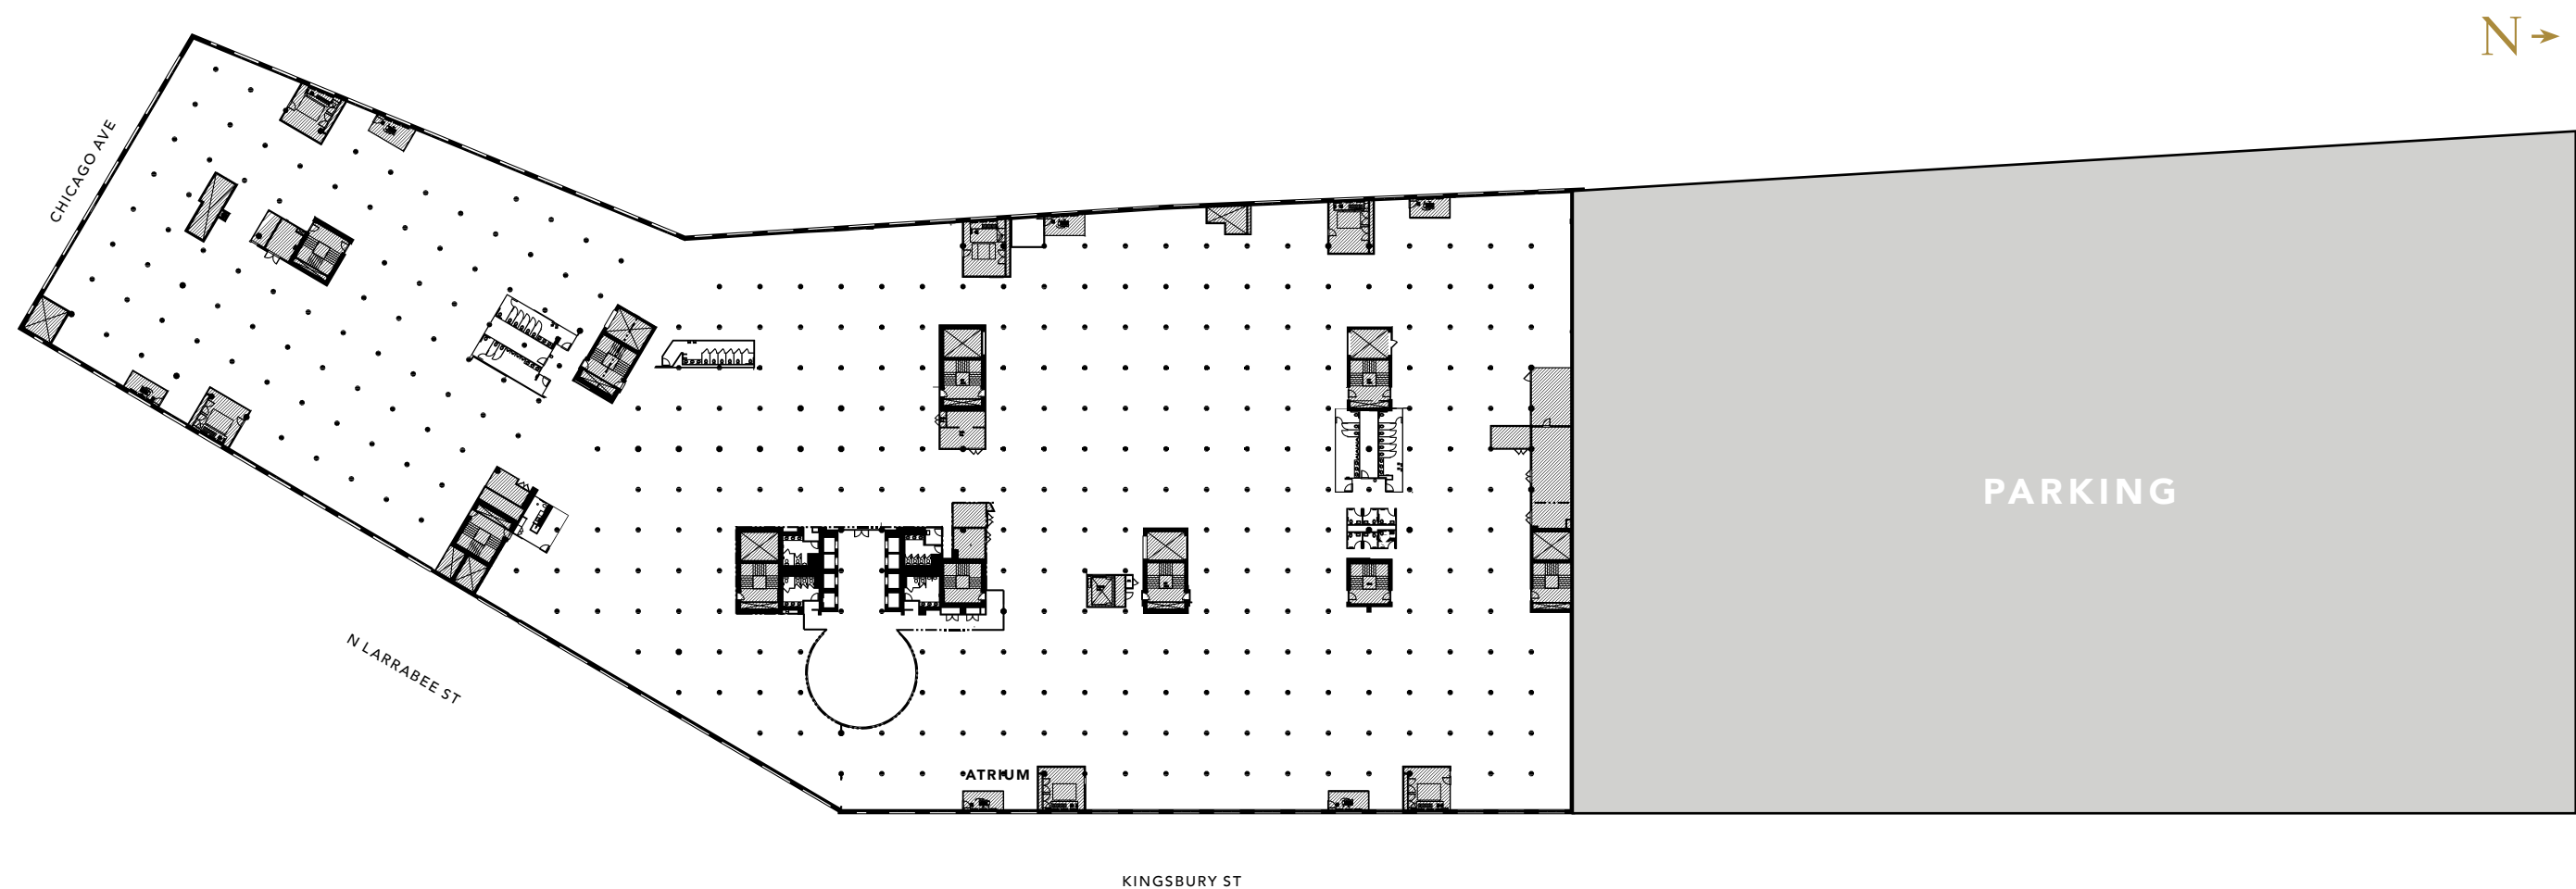 N
CHICAGO AVE
PARKING
N LARRABEE ST
ATRIUM
KINGSBURY ST